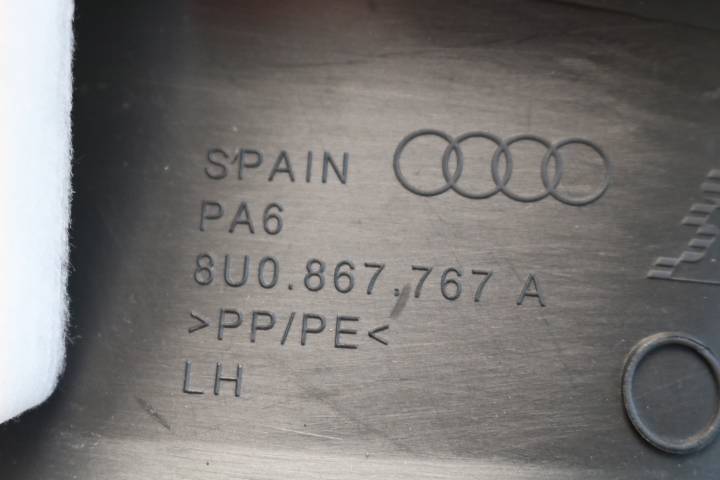 SPAIN
PA6
8U0.867.767 A
>PP/PE<
LH